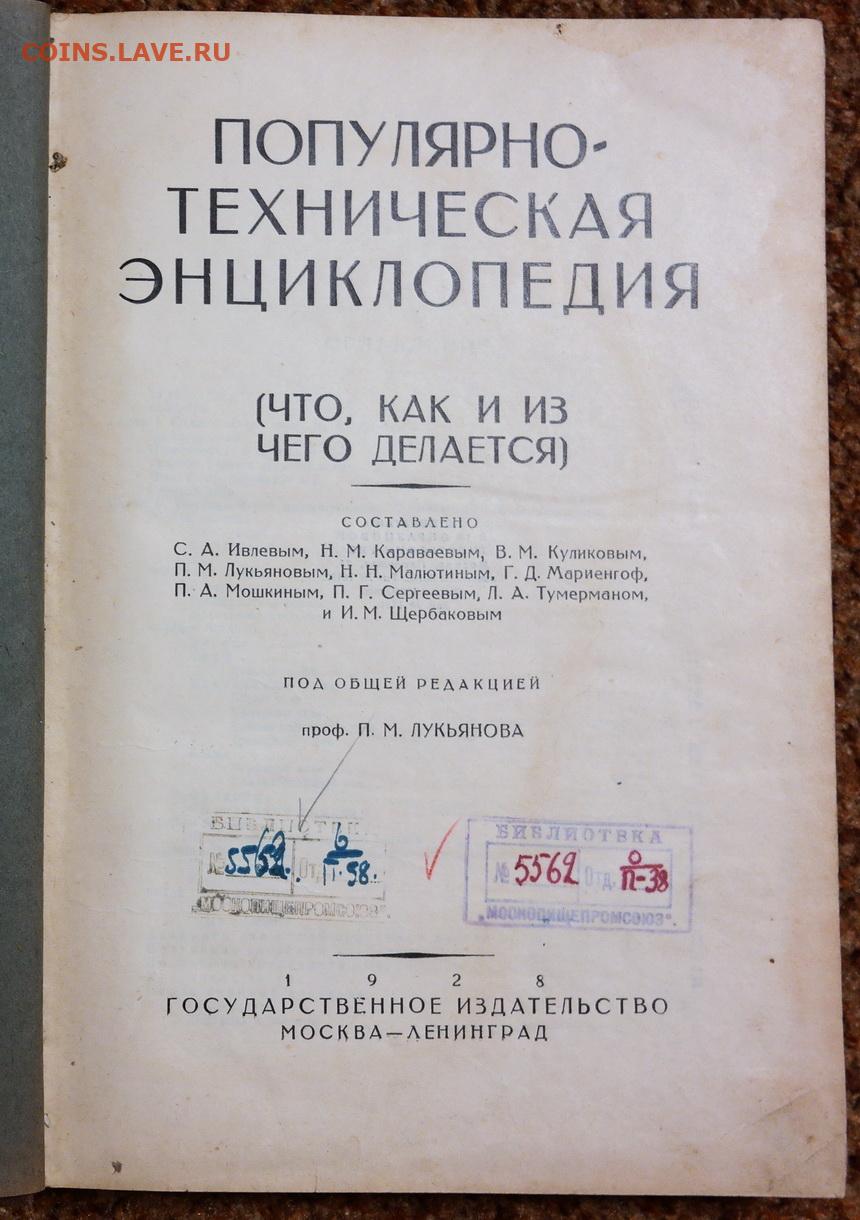 COINS.LAVE.RU
ПОПУЛЯРНО-
ТЕХНИЧЕСКАЯ
ЭНЦИКЛОПЕДИЯ
(ЧТО, КАК И ИЗ
ЧЕГО ДЕЛАЕТСЯ)
СОСТАВЛЕНО
С. А. Ивлевым, Н. М. Караваевым, В. М. Куликовым,
П. М. Лукьяновым, Н. Н. Малютиным, Г. Д. Мариенгоф,
П. А. Мошкиным, П. Г. Сергеевым, Л. А. Тумерманом,
и И. М. Щербаковым
ПОД ОБЩЕЙ РЕДАКЦИЕЙ
проф. П. М. ЛУКЬЯНОВА
БИБЛИОТЕК
№ 5562. От.
БИБЛИОТЕКА
№ 5562 Отд. О
П-38
„МОСКОПИЩЕПРОМСОЮЗ".
1 9 2 8
ГОСУДАРСТВЕННОЕ ИЗДАТЕЛЬСТВО
МОСКВА—ЛЕНИНГРАД